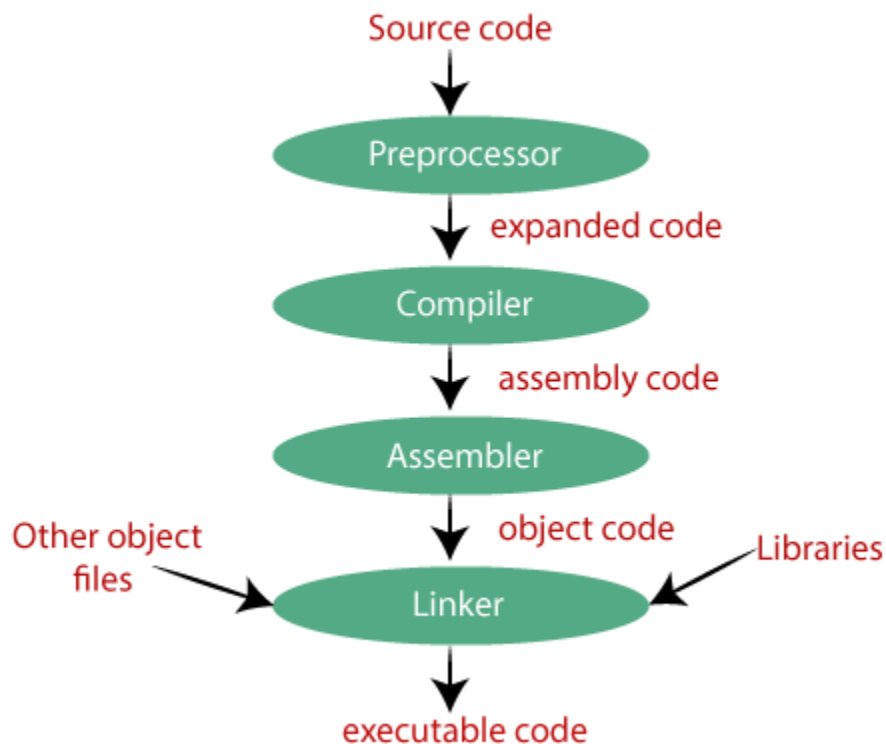 Source code
Preprocessor
expanded code
Compiler
assembly code
Assembler
object code
Other object
files
Libraries
Linker
executable code